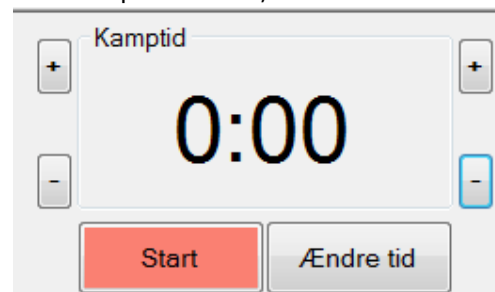 Kamptid
+ +
0:00
- -
Start Ændre tid